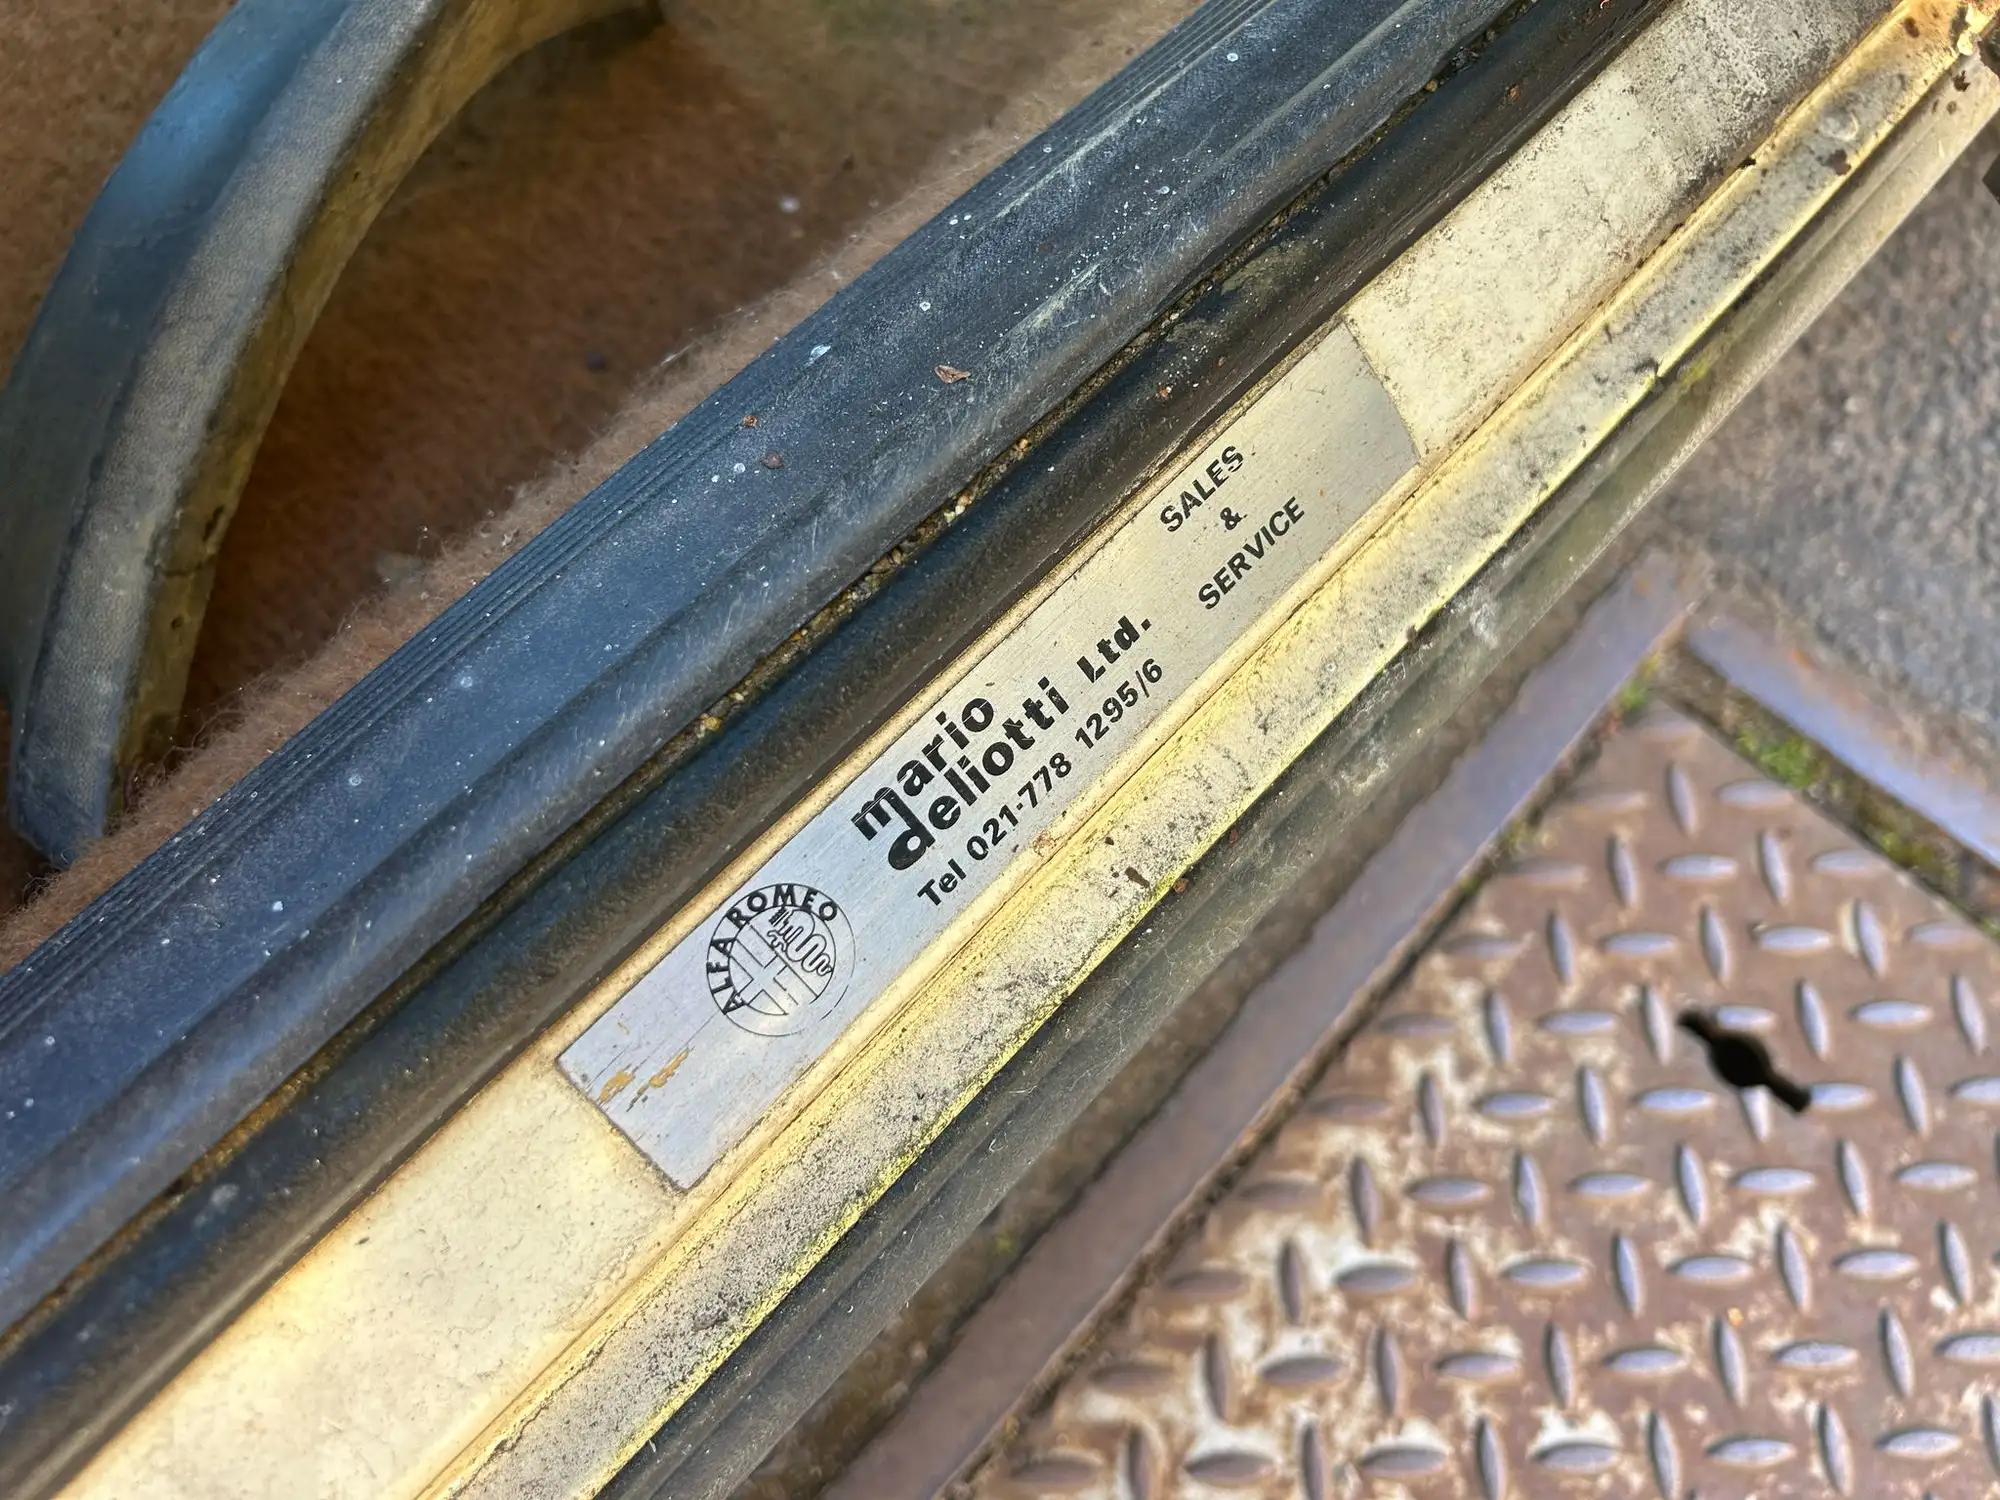 ALFA ROMEO
mario
deliotti Ltd.
Tel 021-778 1295/6
SALES
&
SERVICE